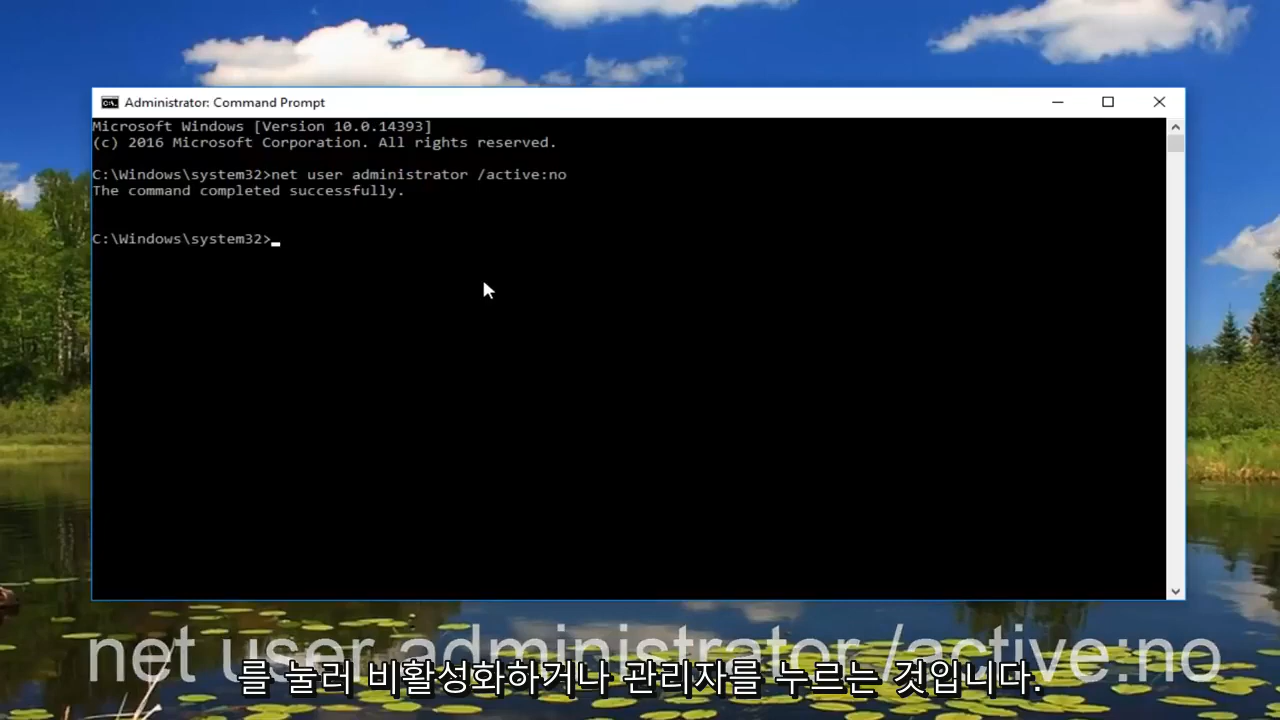 Administrator: Command Prompt
Microsoft Windows [Version 10.0.14393]
(c) 2016 Microsoft Corporation. All rights reserved.
C:\Windows\system32>net user administrator /active:no
The command completed successfully.
C:\Windows\system32>
net user administrator /active:no
를 눌러 비활성화하거나 관리자를 누르는 것입니다.